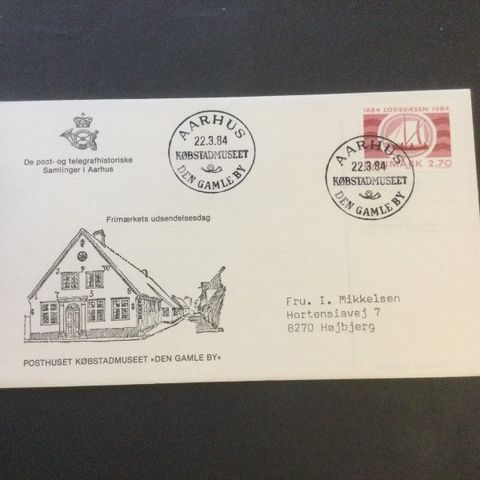 De post- og telegrafhistoriske
Samlinger i Aarhus
AARHUS
22.3.84
KØBSTADMUSEET
DEN GAMLE BY
1684 LODSVÆSEN 1984
DANMARK 2.70
AARHUS
22.3.84
KØBSTADMUSEET
DEN GAMLE BY
Frimærkets udsendelsesdag
POSTHUSET KØBSTADMUSEET »DEN GAMLE BY«
Fru. I. Mikkelsen
Hortensiavej 7
8270 Højbjerg